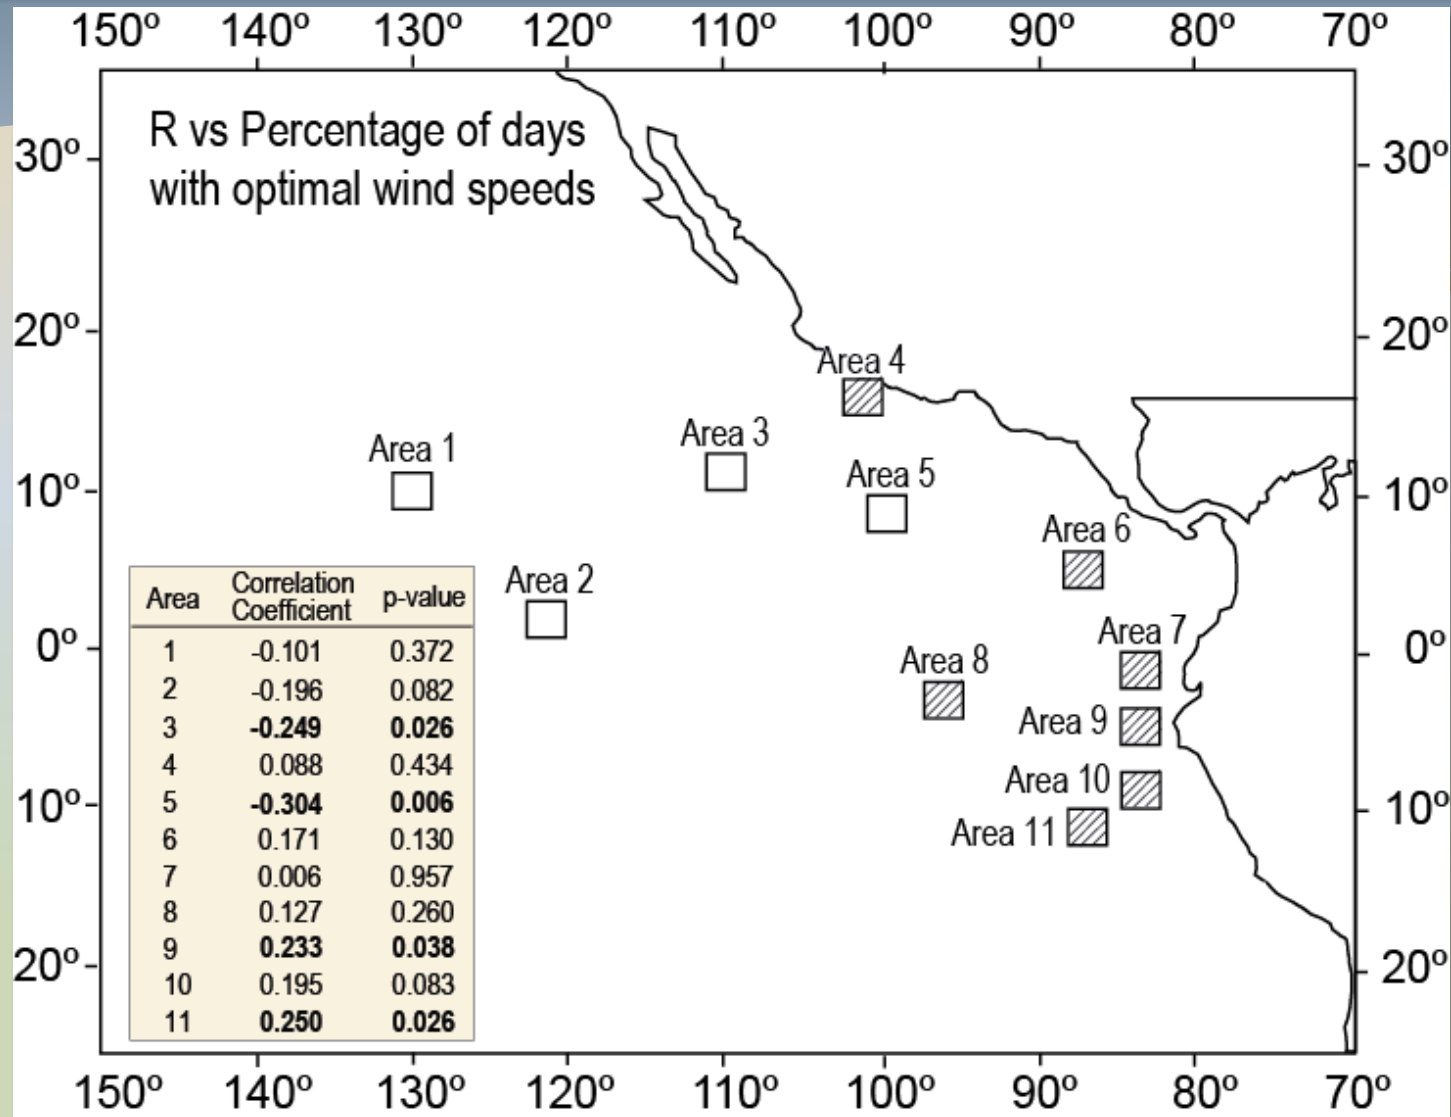 150º 140º 130º 120º 110º 100º 90º 80º 70º
R vs Percentage of days
with optimal wind speeds
30º 30º
20º 20º
Area 4
Area 3
Area 1
Area 5
10º 10º
Area 6
Area 2
Area 7
0º 0º
Area 8
Area 9
Area 10
10º 10º
Area 11
20º 20º
Area Correlation Coefficient p-value
1 -0.101 0.372
2 -0.196 0.082
3 -0.249 0.026
4 0.088 0.434
5 -0.304 0.006
6 0.171 0.130
7 0.006 0.957
8 0.127 0.260
9 0.233 0.038
10 0.195 0.083
11 0.250 0.026
150º 140º 130º 120º 110º 100º 90º 80º 70º